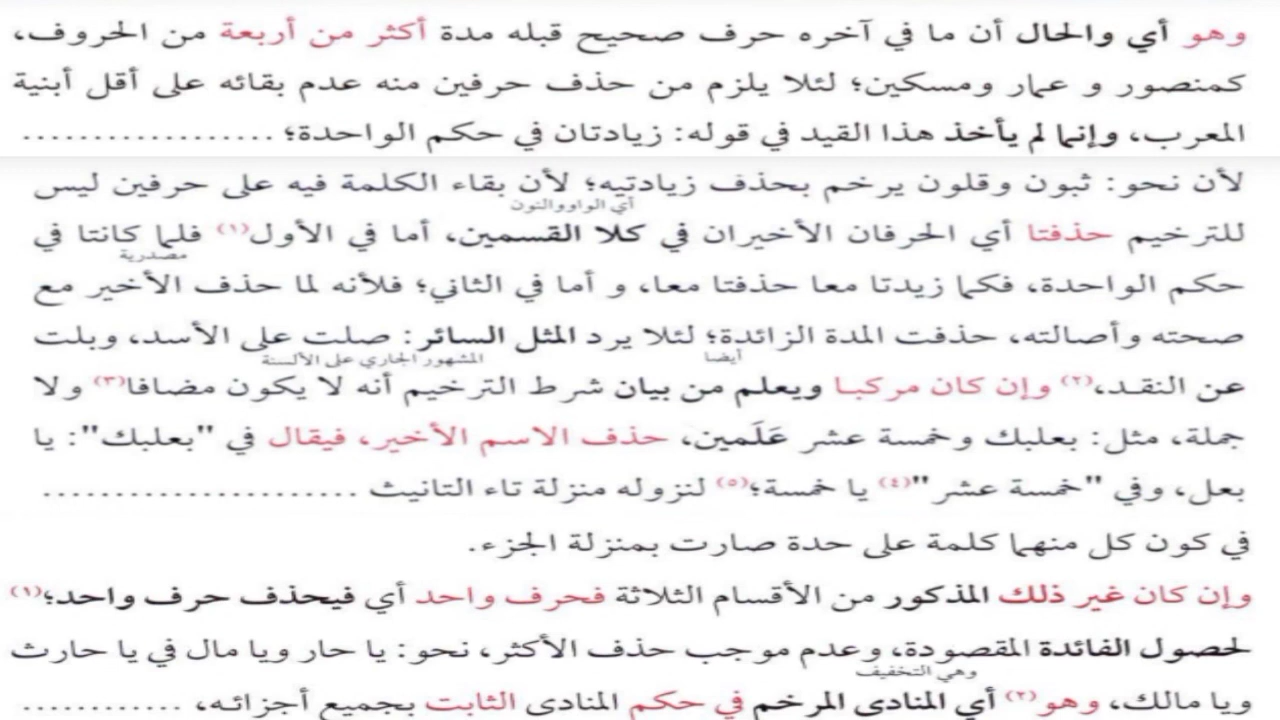 وهو أي والحال أن ما في آخره حرف صحيح قبله مدة أكثر من أربعة من الحروف،
كمنصور و عمار ومسكين؛ لئلا يلزم من حذف حرفين منه عدم بقائه على أقل أبنية
المعرب، وإنما لم يأخذ هذا القيد في قوله: زيادتان في حكم الواحدة؛ ..................
لأن نحو: ثبون وقلون يرخم بحذف زيادتيه؛ لأن بقاء الكلمة فيه على حرفين ليس
أي الواو والنون
للترخيم حذفتا أي الحرفان الأخيران في كلا القسمين، أما في الأول(١) فلما كانتا في
مصدرية
حكم الواحدة، فكما زيدتا معا حذفتا معا، و أما في الثاني؛ فلأنه لما حذف الأخير مع
صحته وأصالته، حذفت المدة الزائدة؛ لئلا يرد المثل السائر: صلت على الأسد، وبلت
أيضا
المشهور الجاري على الألسنة
عن النقد،(٢) وإن كان مركبا ويعلم من بيان شرط الترخيم أنه لا يكون مضافا(٣) ولا
جملة، مثل: بعلبك وخمسة عشر عَلَمين، حذف الاسم الأخير، فيقال في "بعلبك": يا
بعل، وفي "خمسة عشر"(٤) يا خمسة؛(٥) لنزوله منزلة تاء التانيث ......................
في كون كل منهما كلمة على حدة صارت بمنزلة الجزء.
وإن كان غير ذلك المذكور من الأقسام الثلاثة فحرف واحد أي فيحذف حرف واحد؛(١)
لحصول الفائدة المقصودة، وعدم موجب حذف الأكثر، نحو: يا حار ويا مال في يا حارث
وهي التخفيف
ويا مالك، وهو(٢) أي المنادى المرخم في حكم المنادى الثابت بجميع أجزائه، .............